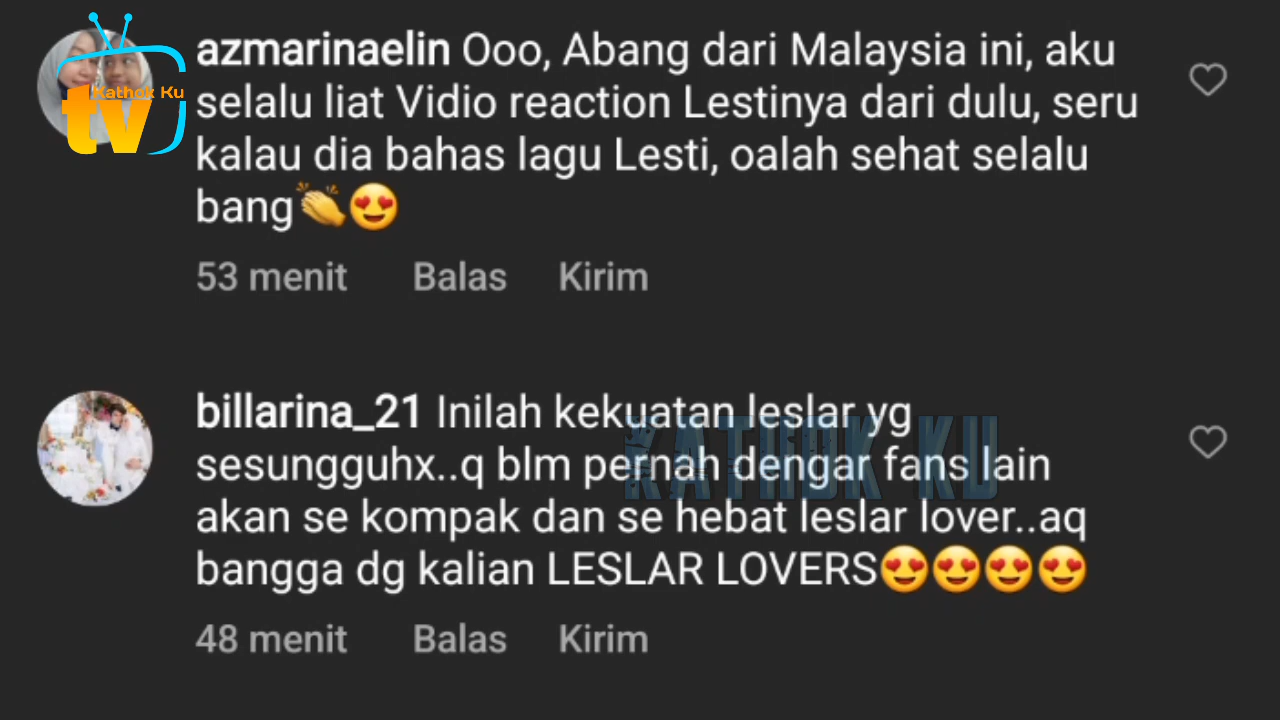 Kathok Ku
tv
azmarinaelin Ooo, Abang dari Malaysia ini, aku
selalu liat Vidio reaction Lestinya dari dulu, seru
kalau dia bahas lagu Lesti, oalah sehat selalu
bang👏😍
53 menit Balas Kirim
billarina_21 Inilah kekuatan leslar yg
sesungguhx..q blm pernah dengar fans lain
akan se kompak dan se hebat leslar lover..aq
bangga dg kalian LESLAR LOVERS😍😍😍😍
48 menit Balas Kirim
KATHOK KU